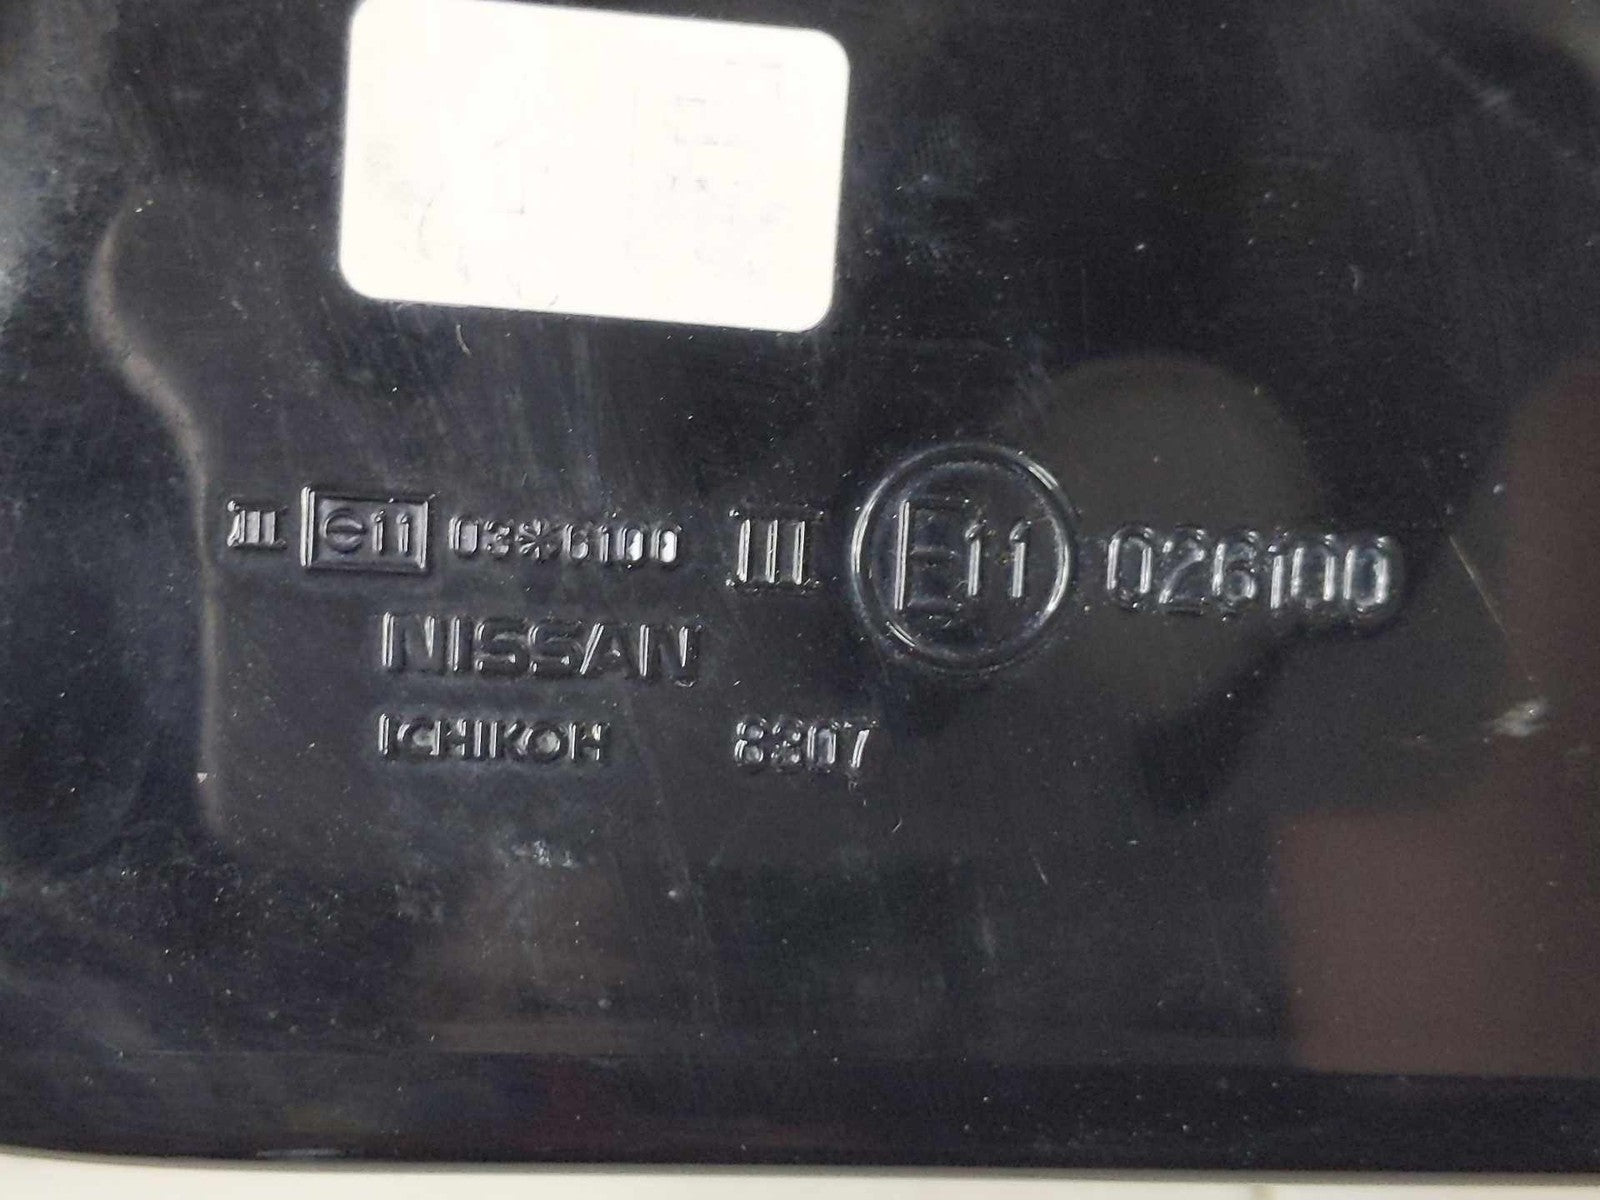 III e11 03*6100 III E11 026100
NISSAN
ICHIKOH 8307